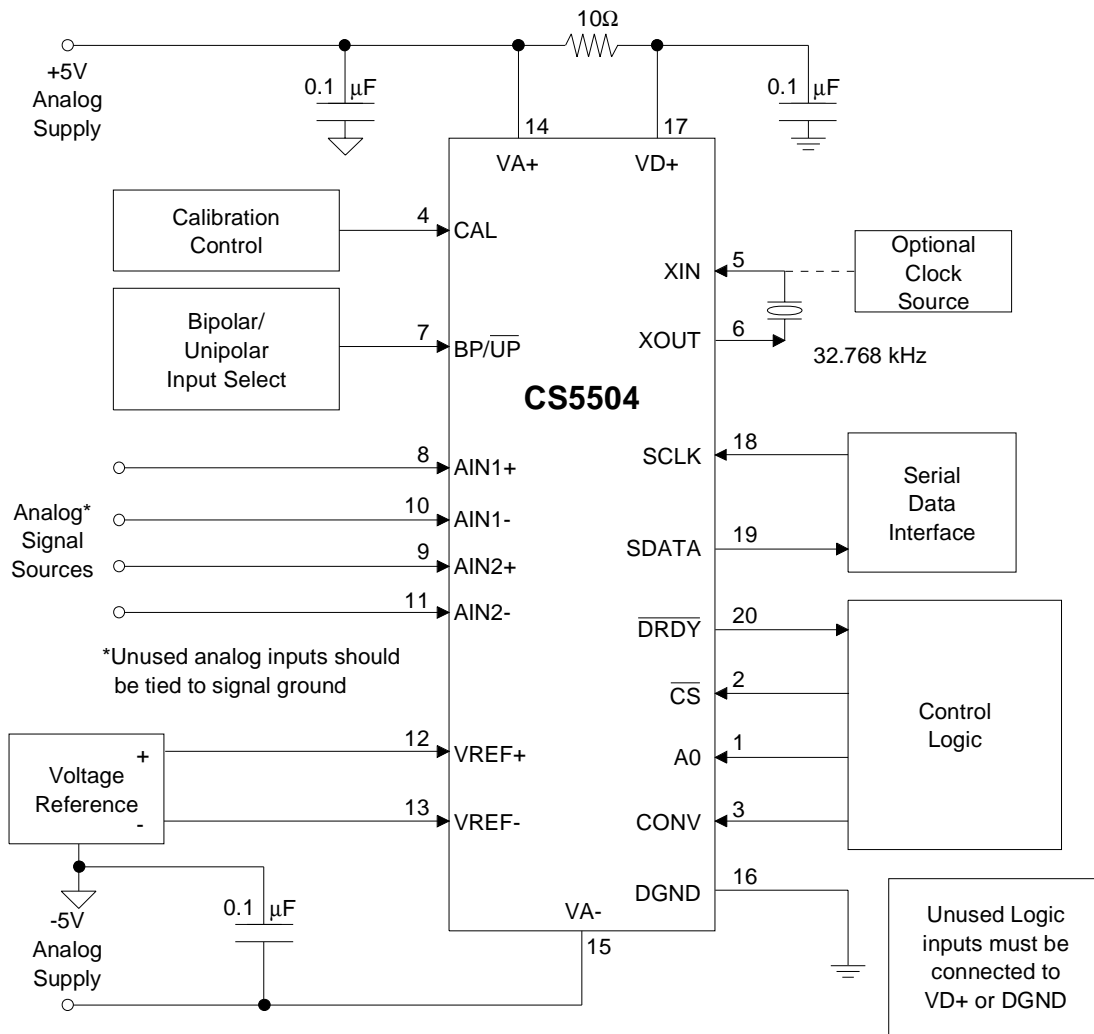 10Ω
+5V
Analog
Supply
0.1 µF
0.1 µF
14
17
VA+
VD+
Calibration
Control
4
CAL
XIN
5
Optional
Clock
Source
Bipolar/
Unipolar
Input Select
7
BP/U̅P̅
XOUT
6
32.768 kHz
CS5504
Analog*
Signal
Sources
8
AIN1+
10
AIN1-
9
AIN2+
11
AIN2-
*Unused analog inputs should
be tied to signal ground
SCLK
18
SDATA
19
Serial
Data
Interface
D̅R̅D̅Y̅
20
C̅S̅
2
A0
1
CONV
3
Control
Logic
Voltage
Reference
+
-
12
VREF+
13
VREF-
DGND
16
-5V
Analog
Supply
0.1 µF
VA-
15
Unused Logic
inputs must be
connected to
VD+ or DGND